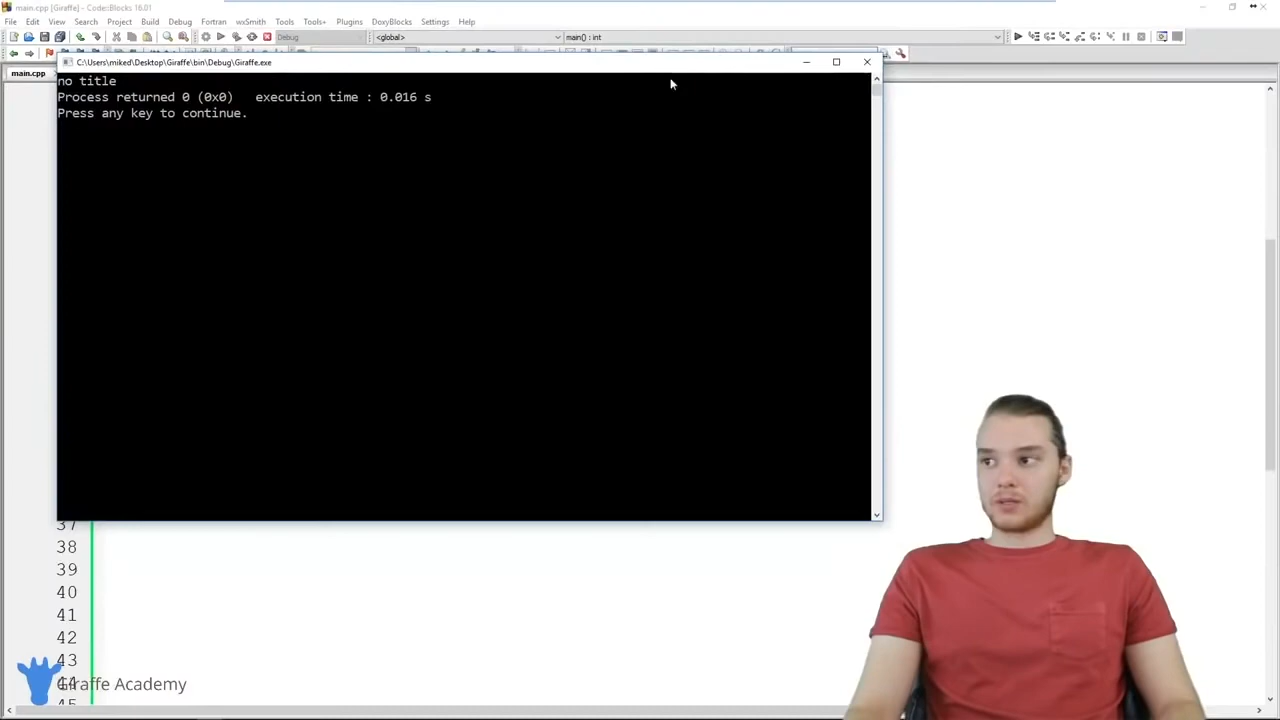 main.cpp [Giraffe] - Code::Blocks 16.01
File Edit View Search Project Build Debug Fortran wxSmith Tools Tools+ Plugins DoxyBlocks Settings Help
Debug <global> main() : int
main.cpp
C:\Users\miked\Desktop\Giraffe\bin\Debug\Giraffe.exe
no title
Process returned 0 (0x0)   execution time : 0.016 s
Press any key to continue.
37
38
39
40
41
42
43
44
45
Giraffe Academy